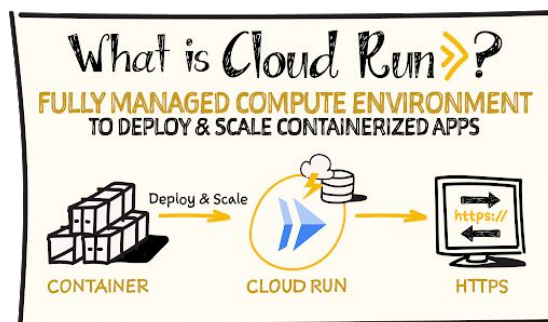 What is Cloud Run ?
FULLY MANAGED COMPUTE ENVIRONMENT
TO DEPLOY & SCALE CONTAINERIZED APPS
Deploy & Scale
https://
CONTAINER
CLOUD RUN
HTTPS